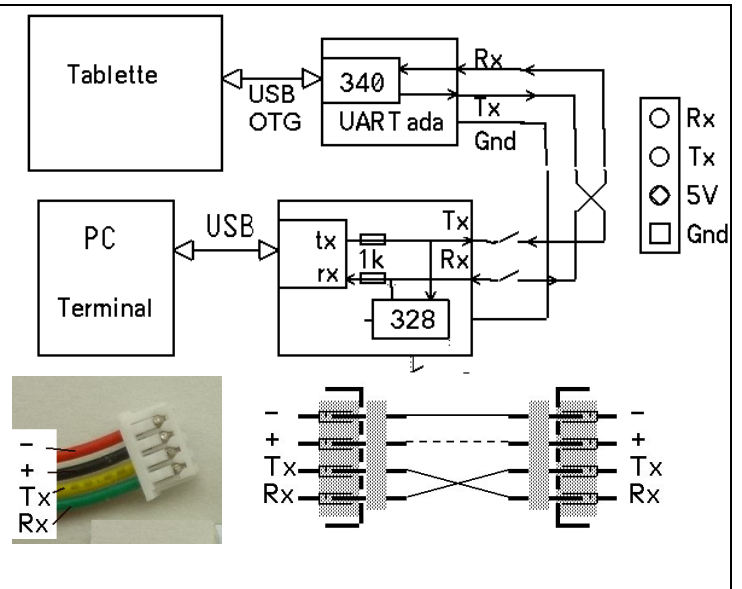 Tablette
USB
OTG
340
UART ada
Rx
Tx
Gnd
Rx
Tx
5V
Gnd
PC
Terminal
USB
tx
rx
1k
328
Tx
Rx
-
+
Tx
Rx
-
+
Tx
Rx
-
+
Tx
Rx